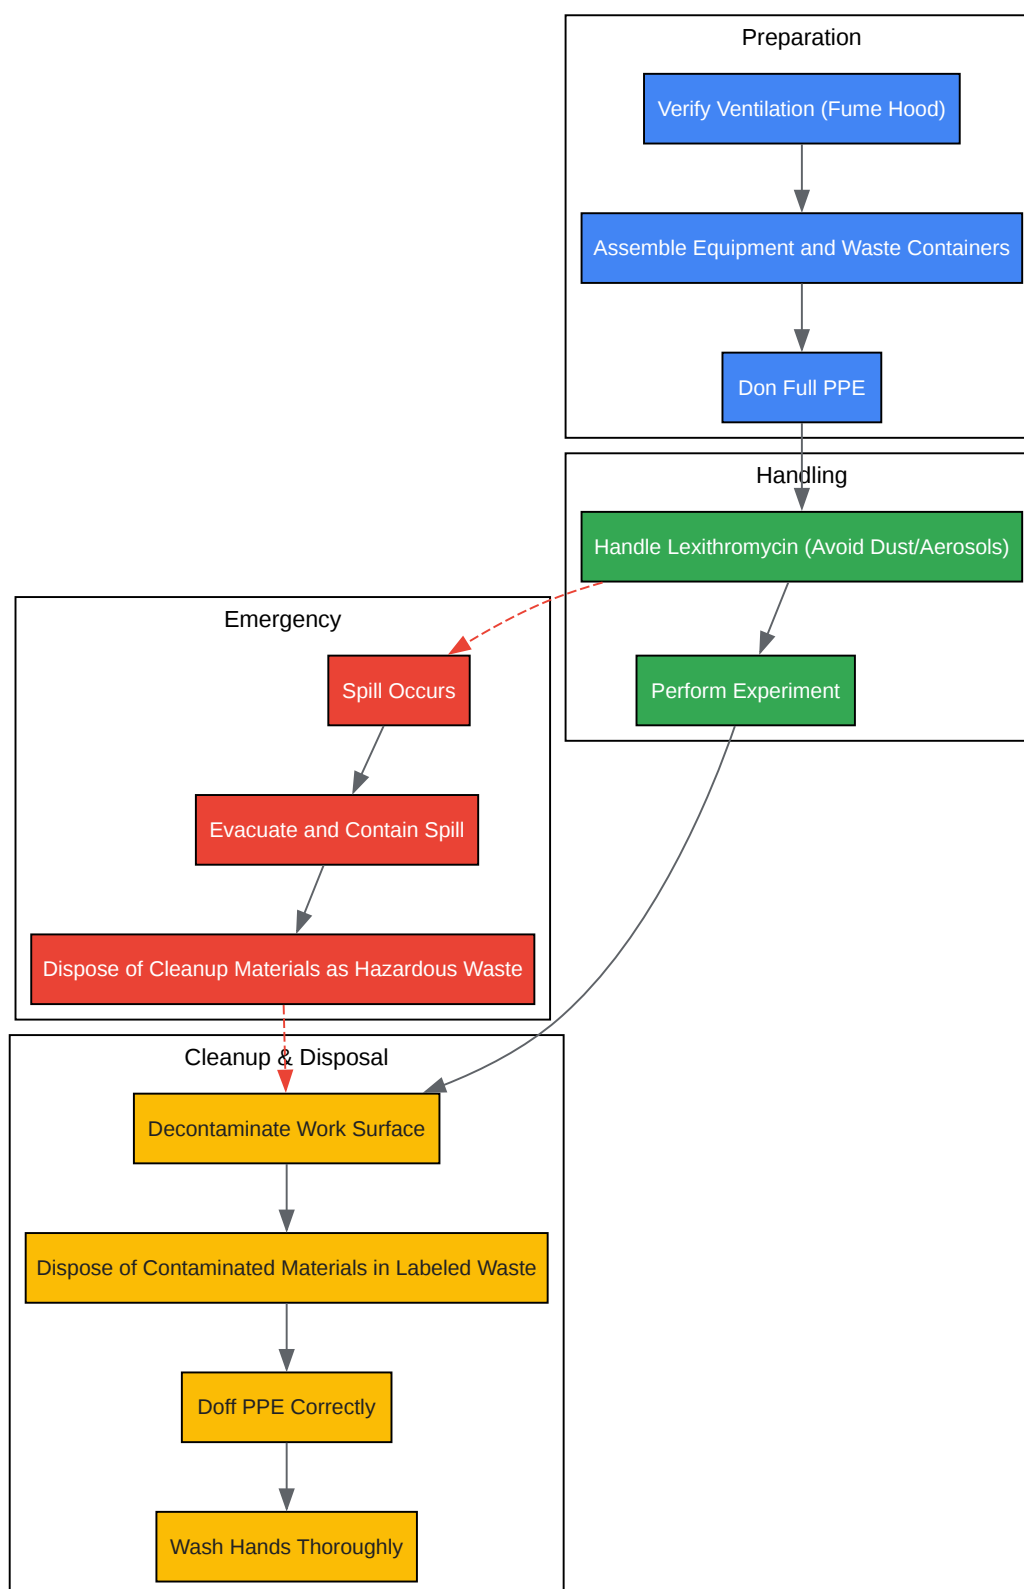 Preparation
Verify Ventilation (Fume Hood)
Assemble Equipment and Waste Containers
Don Full PPE
Handling
Handle Lexithromycin (Avoid Dust/Aerosols)
Perform Experiment
Emergency
Spill Occurs
Evacuate and Contain Spill
Dispose of Cleanup Materials as Hazardous Waste
Cleanup & Disposal
Decontaminate Work Surface
Dispose of Contaminated Materials in Labeled Waste
Doff PPE Correctly
Wash Hands Thoroughly